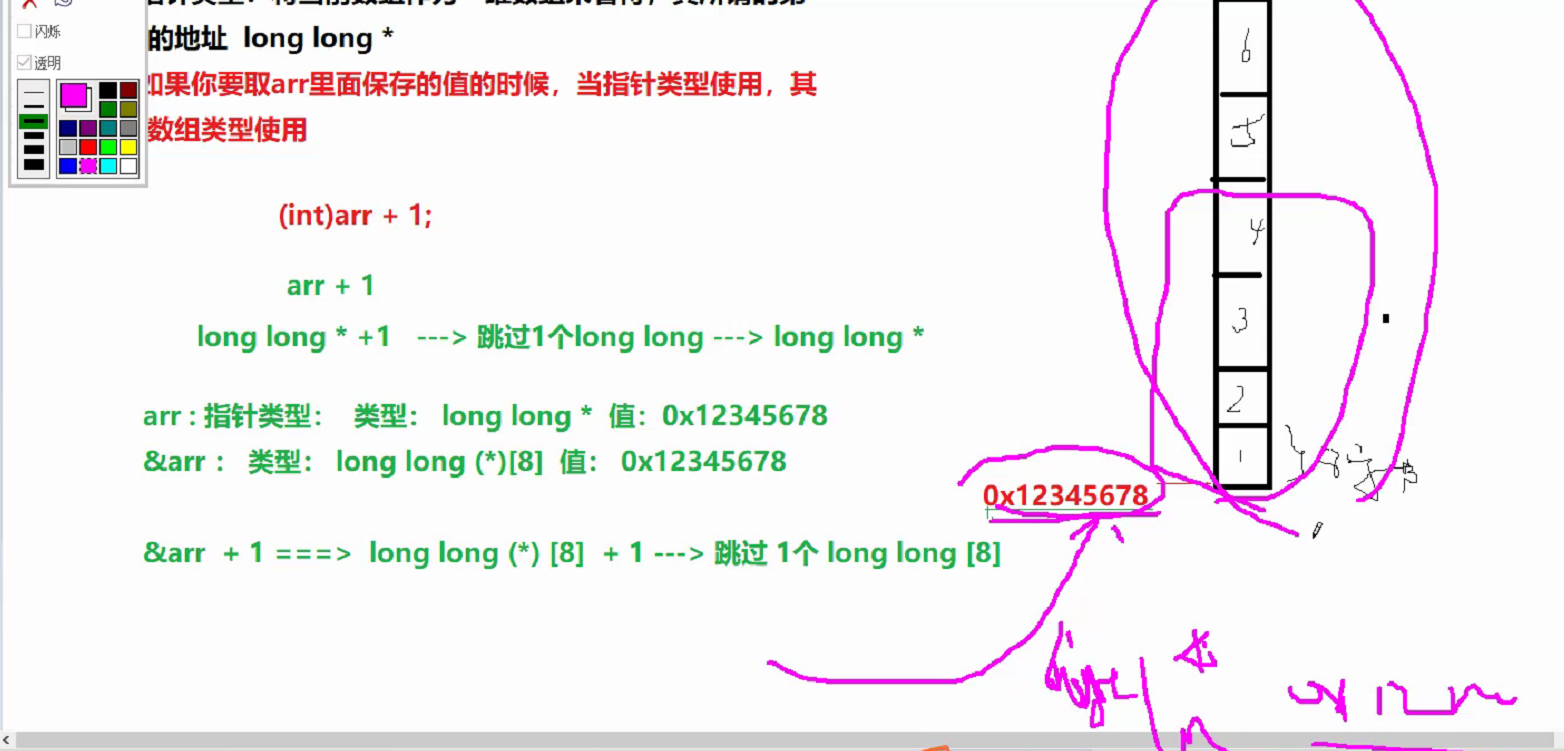 闪烁
的地址 long long *
透明
如果你要取arr里面保存的值的时候，当指针类型使用，其
数组类型使用
(int)arr + 1;
arr + 1
long long * +1 ---> 跳过1个long long ---> long long *
arr : 指针类型： 类型： long long * 值：0x12345678
&arr : 类型： long long (*)[8] 值： 0x12345678
0x12345678
&arr + 1 ===> long long (*) [8] + 1 ---> 跳过 1个 long long [8]
6
5
4
3
2
1